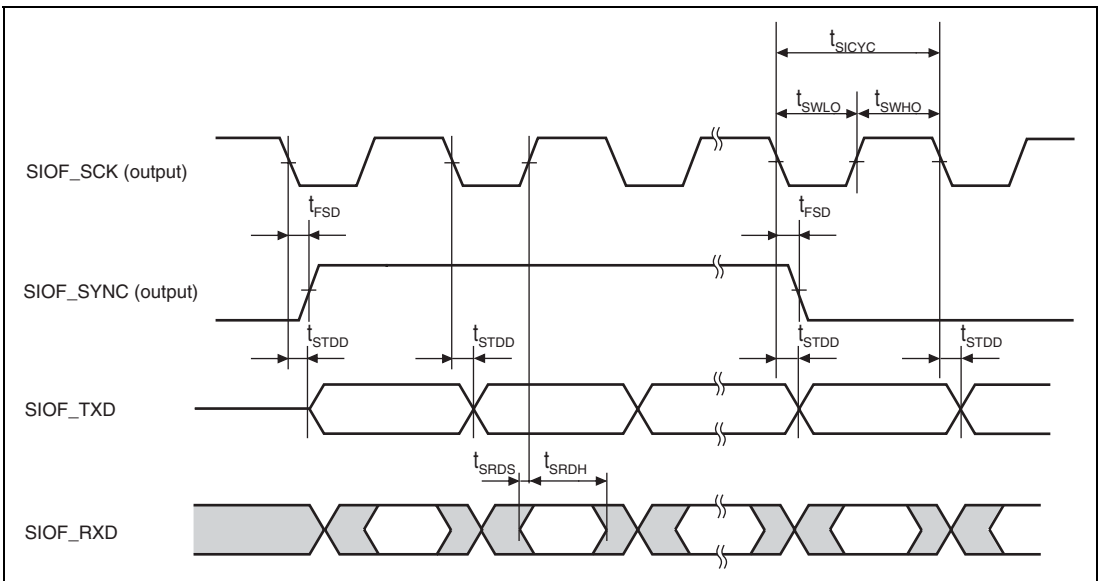 tSICYC
tSWLO tSWHO
SIOF_SCK (output)
tFSD tFSD
SIOF_SYNC (output)
tSTDD tSTDD tSTDD tSTDD
SIOF_TXD
tSRDS tSRDH
SIOF_RXD